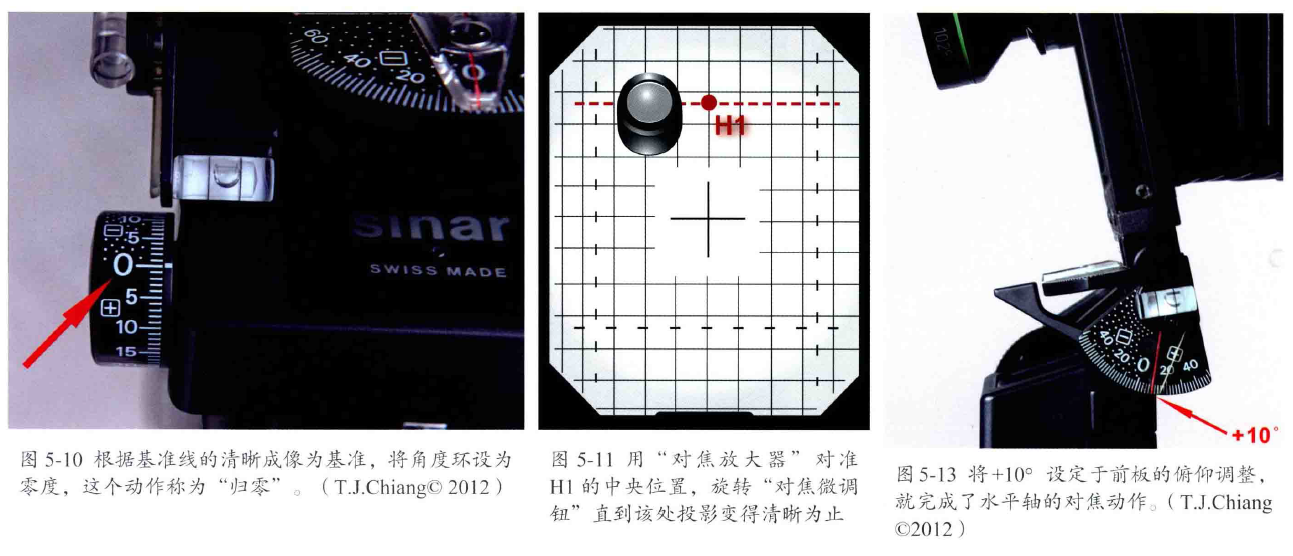 60
40
20
0
10
5
0
5
10
15
sinar
SWISS MADE
图 5-10 根据基准线的清晰成像为基准，将角度环设为
零度，这个动作称为“归零”。（T.J.Chiang© 2012）
H1
图 5-11 用“对焦放大器”对准
H1 的中央位置，旋转“对焦微调
钮”直到该处投影变得清晰为止
102
40
20
0
20
40
+10°
图 5-13 将+10° 设定于前板的俯仰调整，
就完成了水平轴的对焦动作。（T.J.Chiang
©2012）